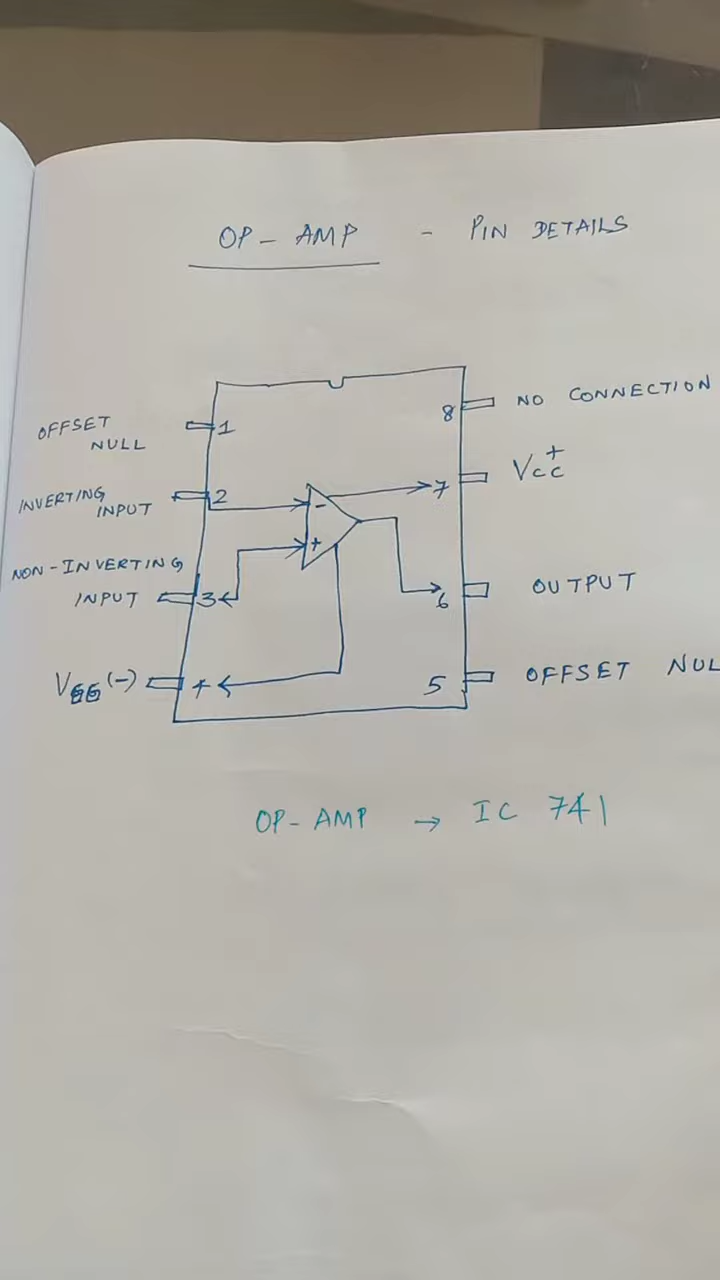 OP-AMP - PIN DETAILS
OFFSET
NULL
1
8
NO CONNECTION
INVERTING
INPUT
2
-
7
Vcc+
NON-INVERTING
INPUT
3
+
6
OUTPUT
(-)
4
5
OFFSET NUL
OP-AMP → IC 741